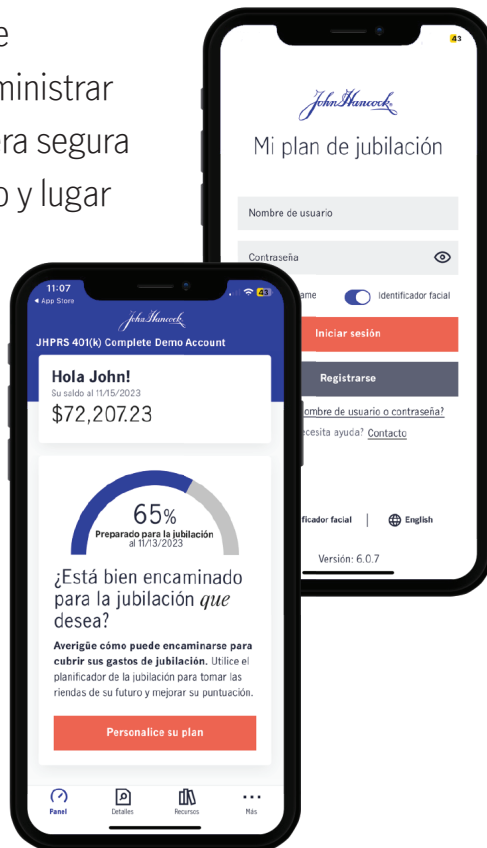 e
ministrar
era segura
o y lugar
43
John Hancock
Mi plan de jubilación
Nombre de usuario
Contraseña
ame Identificador facial
Iniciar sesión
Registrarse
ombre de usuario o contraseña?
ecesita ayuda? Contacto
ficador facial | English
Versión: 6.0.7
11:07
43
◀ App Store
John Hancock
JHPRS 401(k) Complete Demo Account
Hola John!
Su saldo al 11/15/2023
$72,207.23
65%
Preparado para la jubilación
al 11/13/2023
¿Está bien encaminado
para la jubilación que
desea?
Averigüe cómo puede encaminarse para
cubrir sus gastos de jubilación. Utilice el
planificador de la jubilación para tomar las
riendas de su futuro y mejorar su puntuación.
Personalice su plan
Panel Detalles Recursos Más